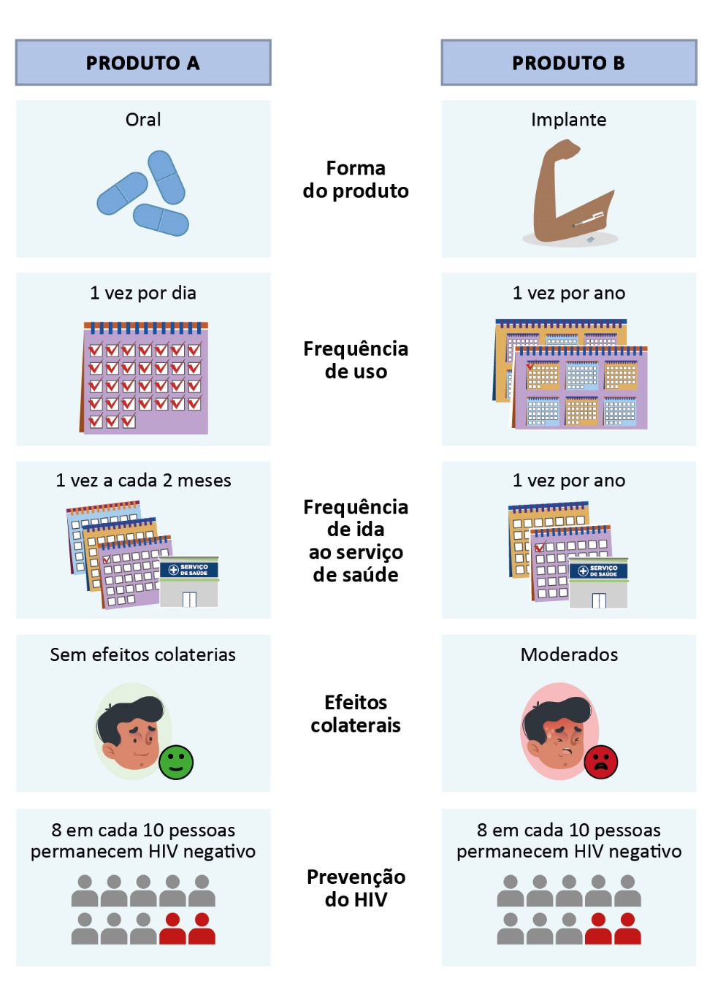 PRODUTO A
PRODUTO B
Oral
Forma
do produto
Implante
1 vez por dia
Frequência
de uso
1 vez por ano
1 vez a cada 2 meses
SERVIÇO
DE SAÚDE
Frequência
de ida
ao serviço
de saúde
1 vez por ano
SERVIÇO
DE SAÚDE
Sem efeitos colaterias
Efeitos
colaterais
Moderados
8 em cada 10 pessoas
permanecem HIV negativo
Prevenção
do HIV
8 em cada 10 pessoas
permanecem HIV negativo